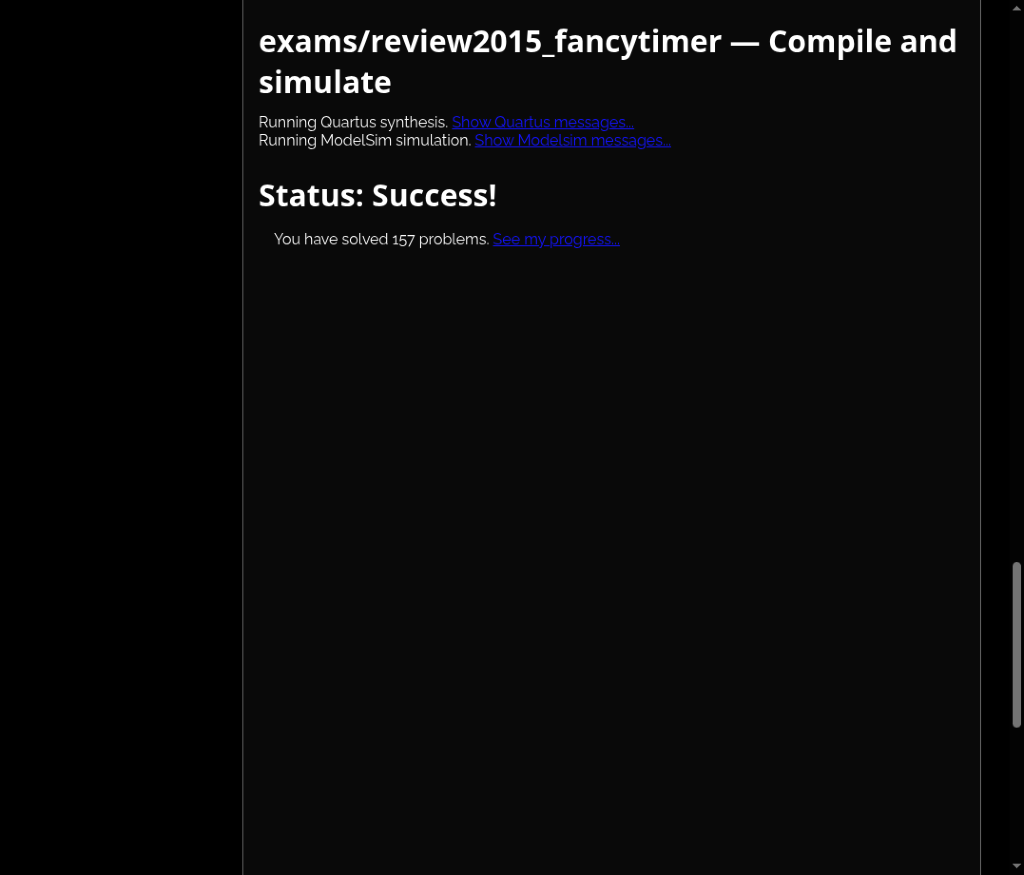 exams/review2015_fancytimer — Compile and
simulate
Running Quartus synthesis. Show Quartus messages...
Running ModelSim simulation. Show Modelsim messages...
Status: Success!
You have solved 157 problems. See my progress...